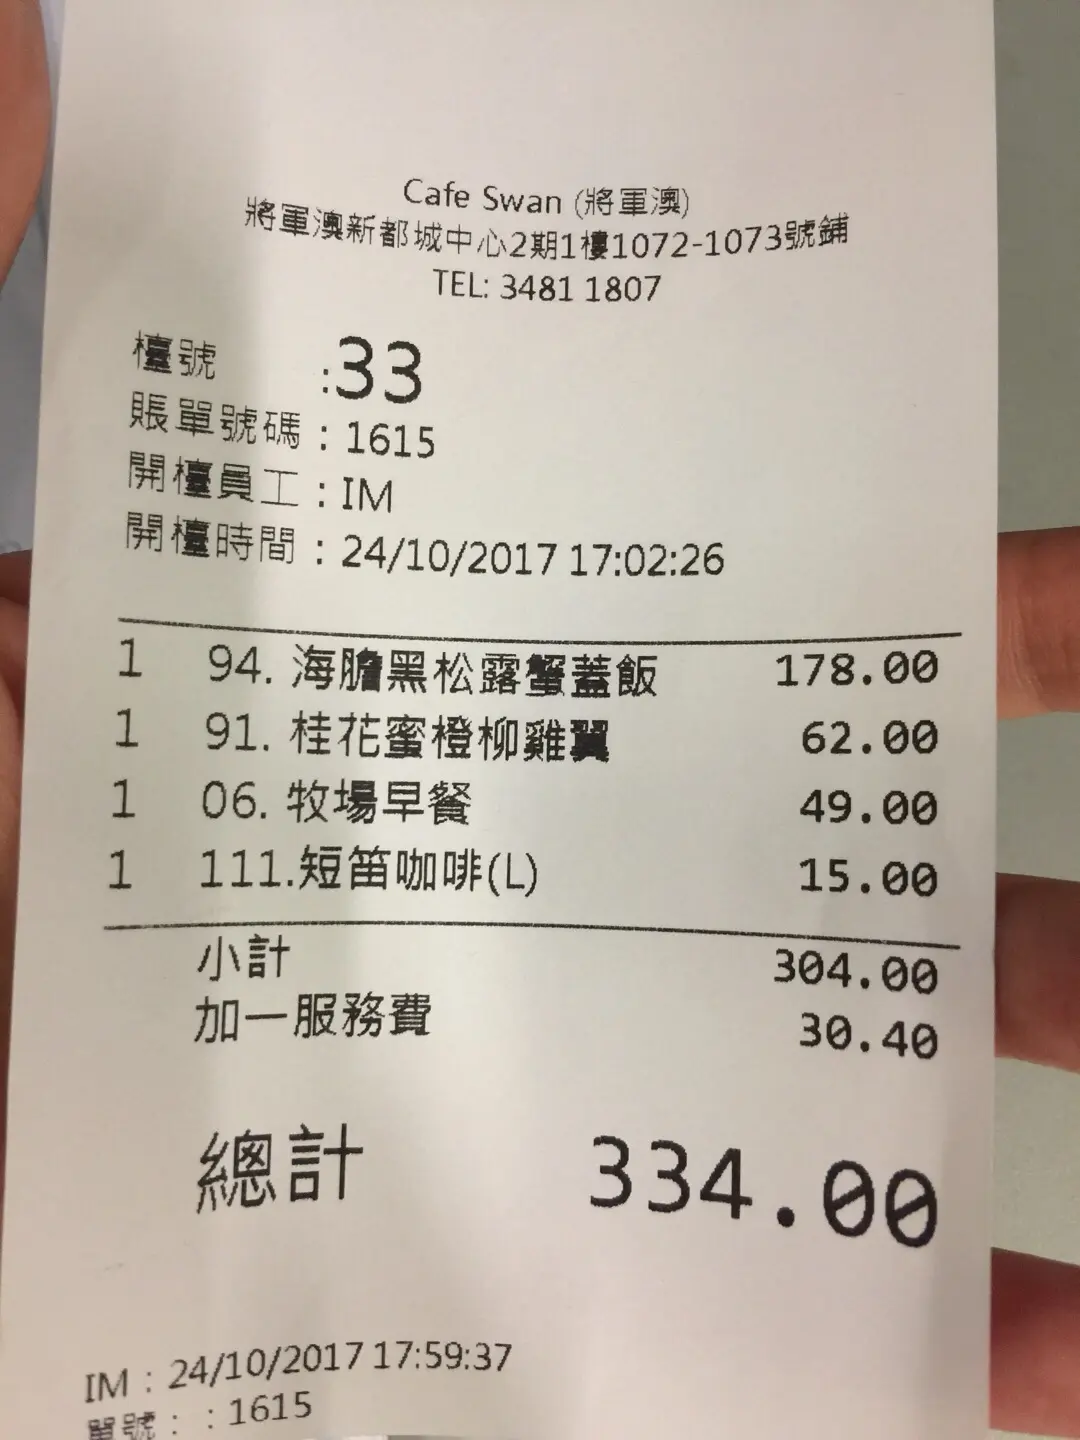 Cafe Swan (將軍澳)
將軍澳新都城中心2期1樓1072-1073號鋪
TEL: 3481 1807
檯號 :33
賬單號碼 : 1615
開檯員工 : IM
開檯時間 : 24/10/2017 17:02:26
1 94. 海膽黑松露蟹蓋飯 178.00
1 91. 桂花蜜橙柳雞翼 62.00
1 06. 牧場早餐 49.00
1 111.短笛咖啡(L) 15.00
小計 304.00
加一服務費 30.40
總計 334.00
IM : 24/10/2017 17:59:37
單號: : 1615